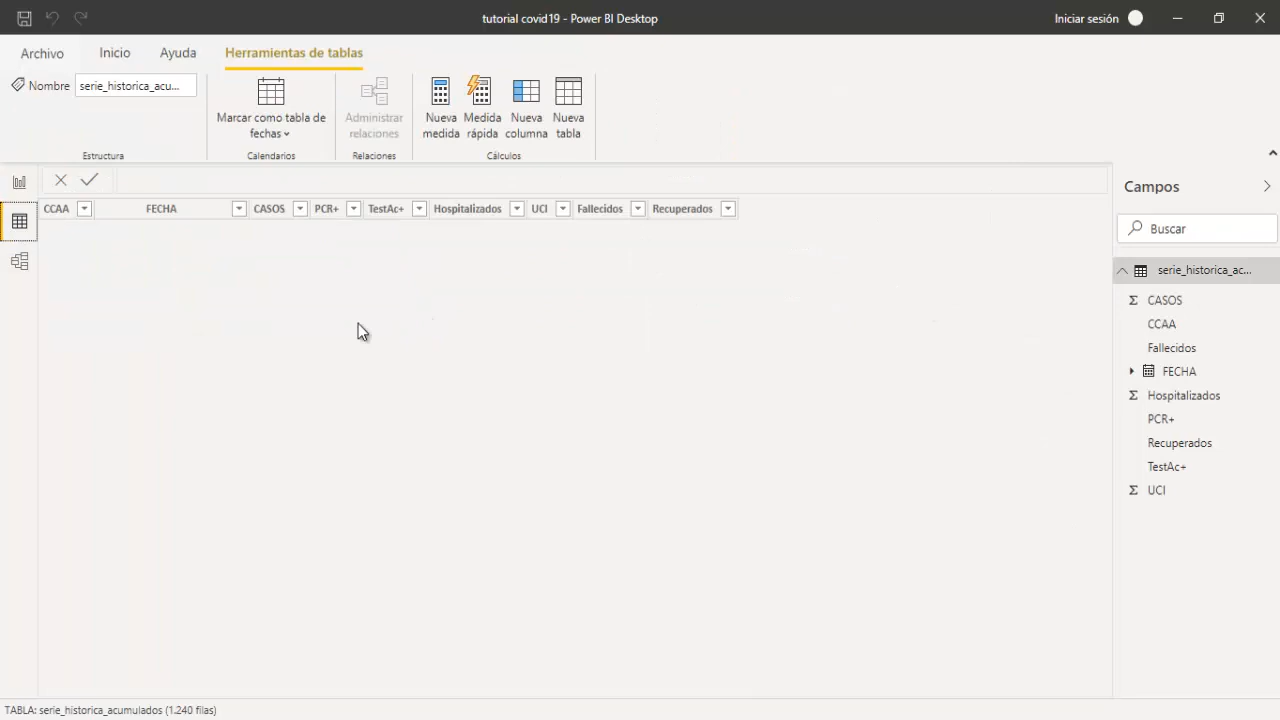 tutorial covid19 - Power BI Desktop
Iniciar sesión
Archivo
Inicio
Ayuda
Herramientas de tablas
Nombre
serie_historica_acu...
Marcar como tabla de
fechas
Administrar
relaciones
Nueva
medida
Medida
rápida
Nueva
columna
Nueva
tabla
Estructura
Calendarios
Relaciones
Cálculos
CCAA
FECHA
CASOS
PCR+
TestAc+
Hospitalizados
UCI
Fallecidos
Recuperados
Campos
Buscar
serie_historica_ac...
CASOS
CCAA
Fallecidos
FECHA
Hospitalizados
PCR+
Recuperados
TestAc+
UCI
TABLA: serie_historica_acumulados (1.240 filas)